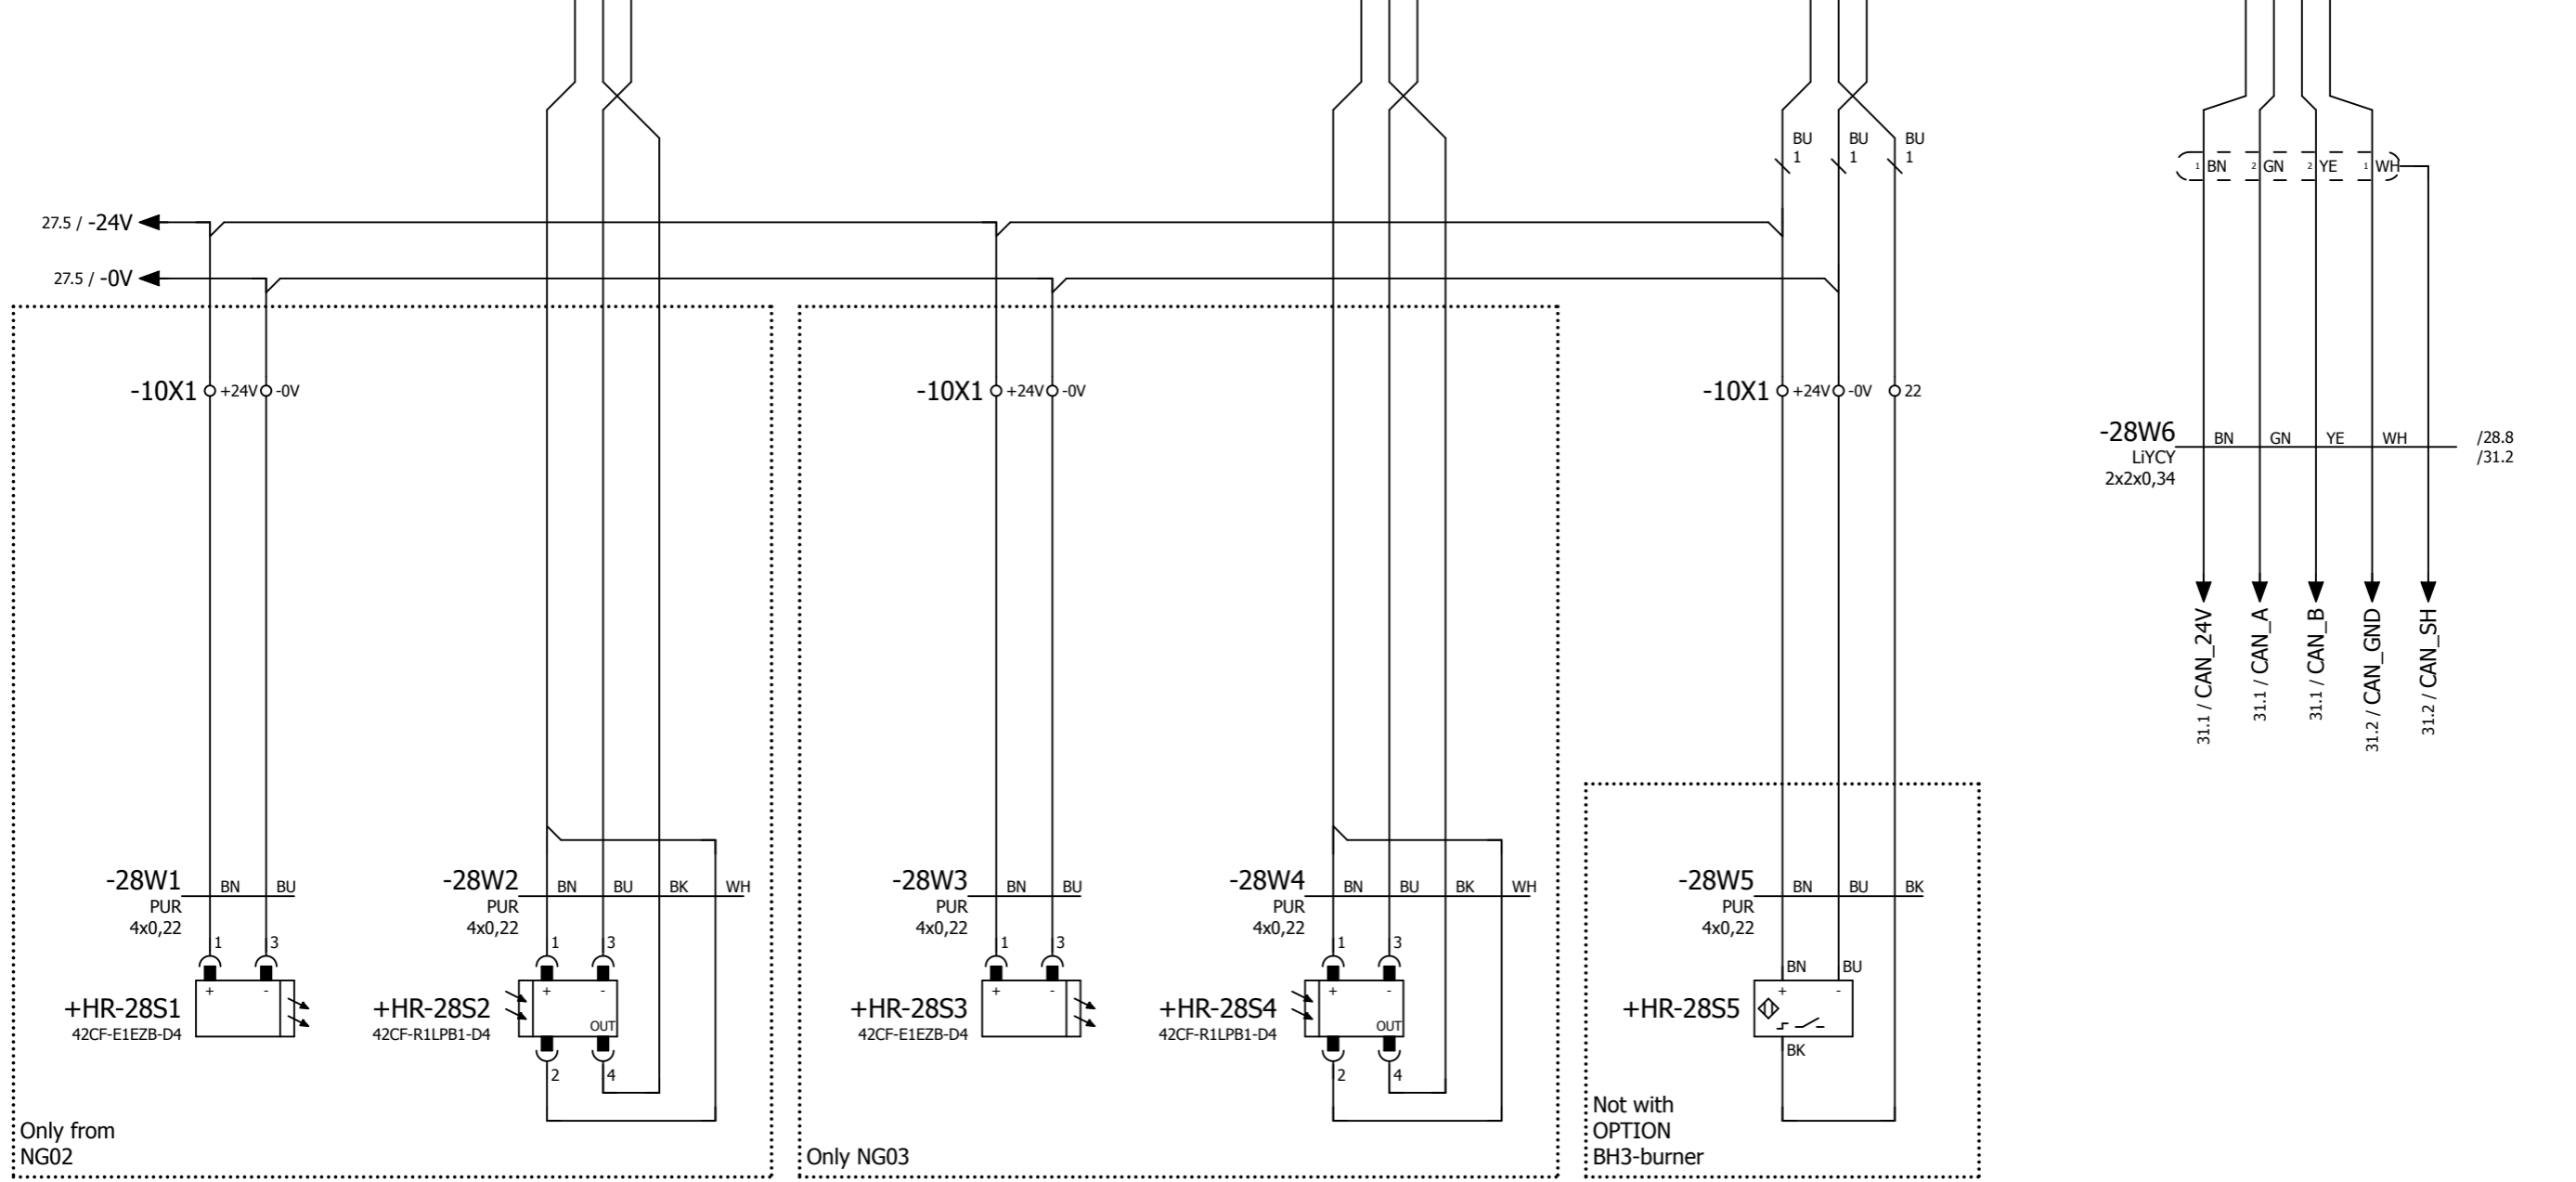 BU
1
BU
1
BU
1
1 BN
2 GN
2 YE
1 WH
27.5 / -24V
27.5 / -0V
-10X1 +24V -0V
-10X1 +24V -0V
-10X1 +24V -0V 22
-28W6
LiYCY
2x2x0,34
BN GN YE WH
/28.8
/31.2
31.1 / CAN_24V
31.1 / CAN_A
31.1 / CAN_B
31.2 / CAN_GND
31.2 / CAN_SH
-28W1
PUR
4x0,22
BN BU
1 3
+ -
+HR-28S1
42CF-E1EZB-D4
-28W2
PUR
4x0,22
BN BU BK WH
1 3
+ -
+HR-28S2
42CF-R1LPB1-D4
OUT
2 4
Only from
NG02
-28W3
PUR
4x0,22
BN BU
1 3
+ -
+HR-28S3
42CF-E1EZB-D4
-28W4
PUR
4x0,22
BN BU BK WH
1 3
+ -
+HR-28S4
42CF-R1LPB1-D4
OUT
2 4
Only NG03
-28W5
PUR
4x0,22
BN BU BK
BN BU
+ -
+HR-28S5
BK
Not with
OPTION
BH3-burner